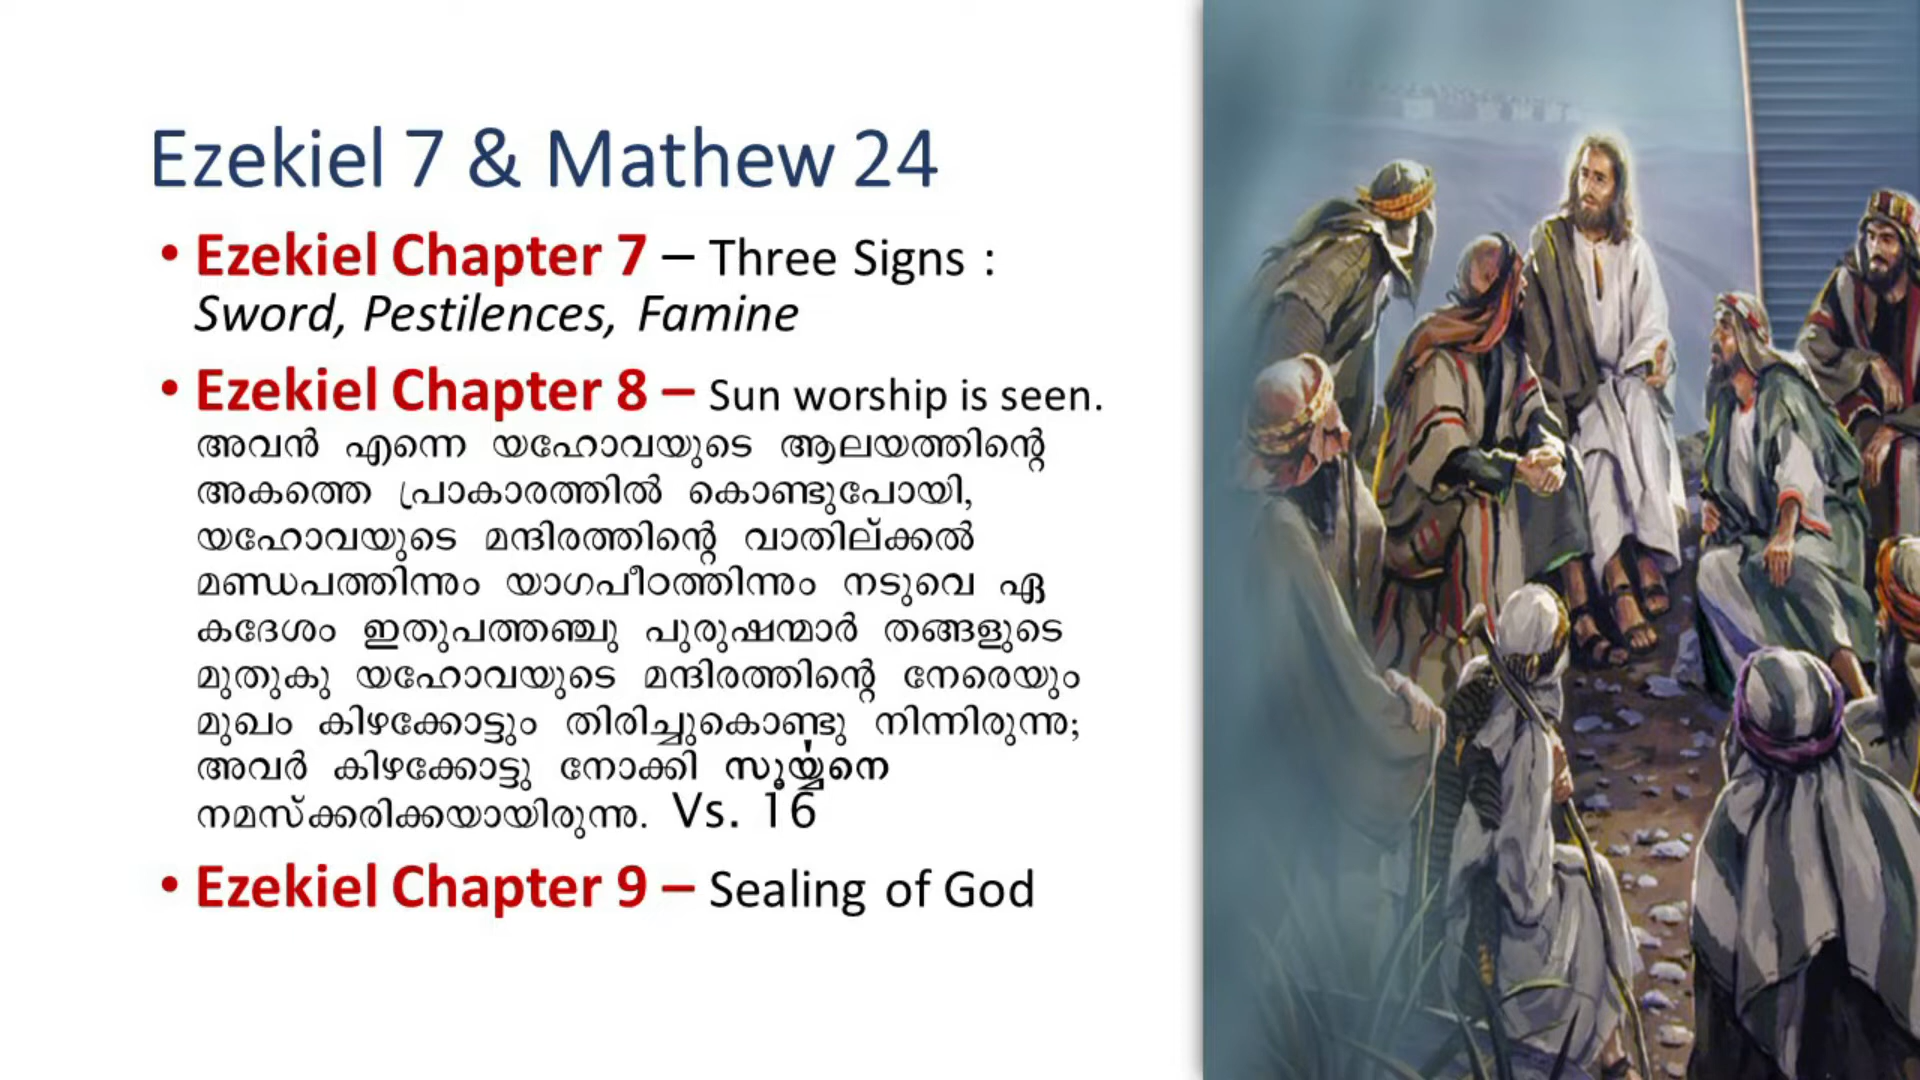 Ezekiel 7 & Mathew 24
• Ezekiel Chapter 7 – Three Signs :
Sword, Pestilences, Famine
• Ezekiel Chapter 8 – Sun worship is seen.
അവൻ എന്നെ യഹോവയുടെ ആലയത്തിന്റെ
അകത്തെ പ്രാകാരത്തിൽ കൊണ്ടുപോയി,
യഹോവയുടെ മന്ദിരത്തിന്റെ വാതില്ക്കൽ
മണ്ഡപത്തിന്നും യാഗപീഠത്തിന്നും നടുവെ ഏ
കദേശം ഇതുപത്തഞ്ചു പുരുഷന്മാർ തങ്ങളുടെ
മുതുകു യഹോവയുടെ മന്ദിരത്തിന്റെ നേരെയും
മുഖം കിഴക്കോട്ടും തിരിച്ചുകൊണ്ടു നിന്നിരുന്നു;
അവർ കിഴക്കോട്ടു നോക്കി സൂൎയ്യനെ
നമസ്ക്കരിക്കയായിരുന്നു. Vs. 16
• Ezekiel Chapter 9 – Sealing of God